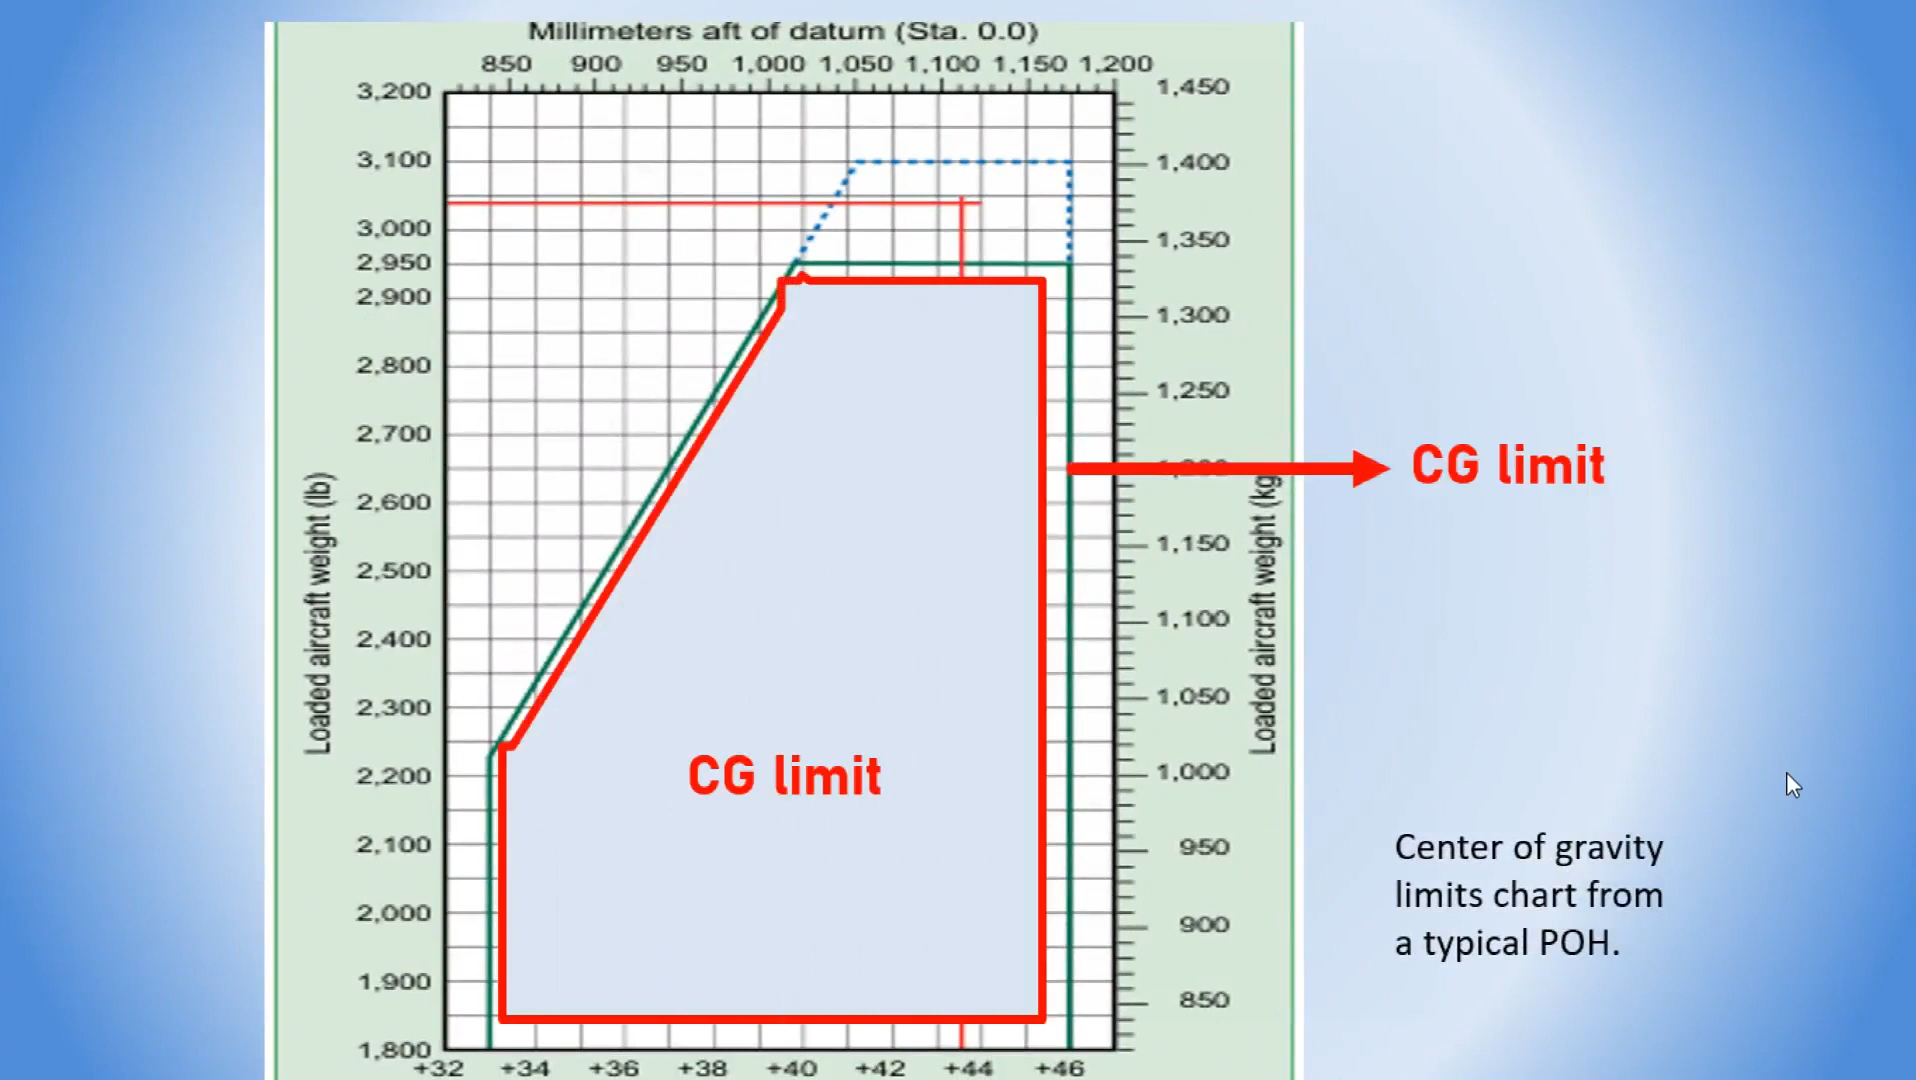 Millimeters aft of datum (Sta. 0.0)
850 900 950 1,000 1,050 1,100 1,150 1,200
3,200
3,100
3,000
2,950
2,900
2,800
2,700
2,600
2,500
2,400
2,300
2,200
2,100
2,000
1,900
1,800
Loaded aircraft weight (lb)
1,450
1,400
1,350
1,300
1,250
1,150
1,100
1,050
1,000
950
900
850
Loaded aircraft weight (kg
+32 +34 +36 +38 +40 +42 +44 +46
CG limit
CG limit
Center of gravity
limits chart from
a typical POH.